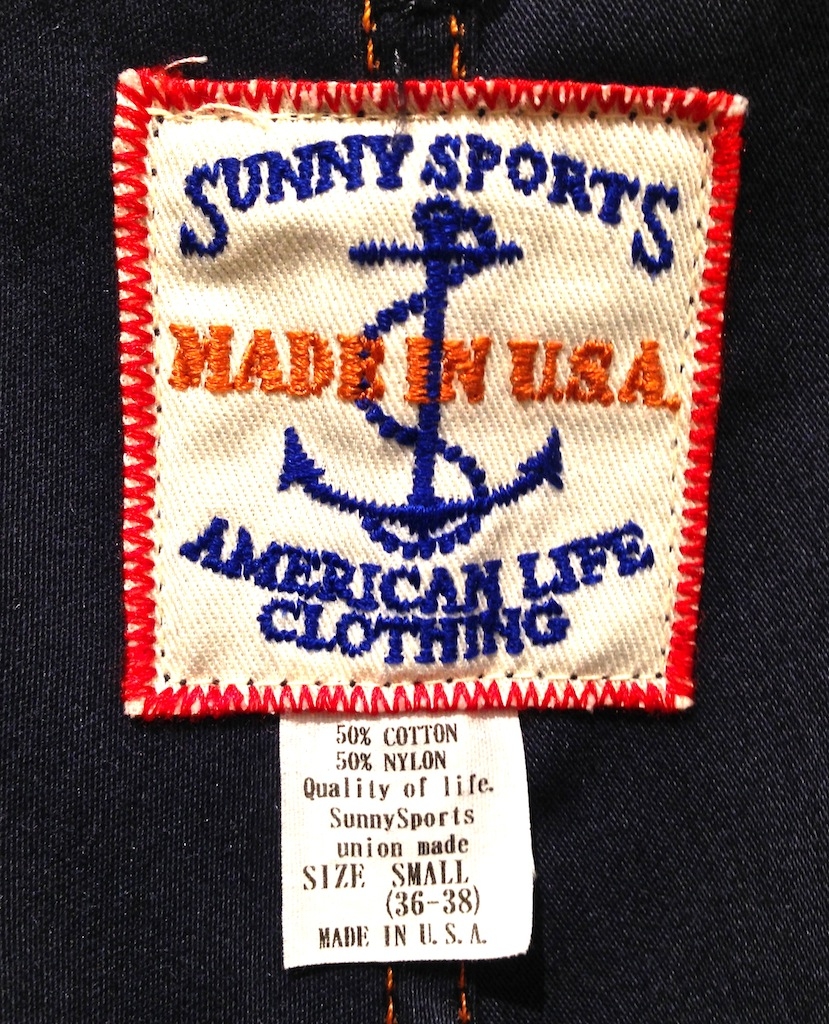 SUNNY SPORTS
MADE IN U.S.A.
AMERICAN LIFE
CLOTHING
50% COTTON
50% NYLON
Quality of life.
SunnySports
union made
SIZE SMALL
(36-38)
MADE IN U.S.A.